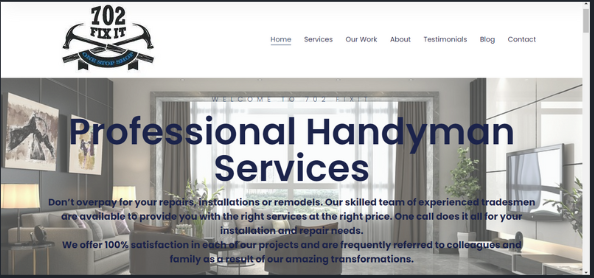 702
FIX IT
Home Services Our Work About Testimonials Blog Contact
WELCOME TO 702 FIXIT
Professional Handyman
Services
Don't overpay for your repairs, installations or remodels. Our skilled team of experienced tradesmen
are available to provide you with the right services at the right price. One call does it all for your
installation and repair needs.
We offer 100% satisfaction in each of our projects and are frequently referred to colleagues and
family as a result of our amazing transformations.